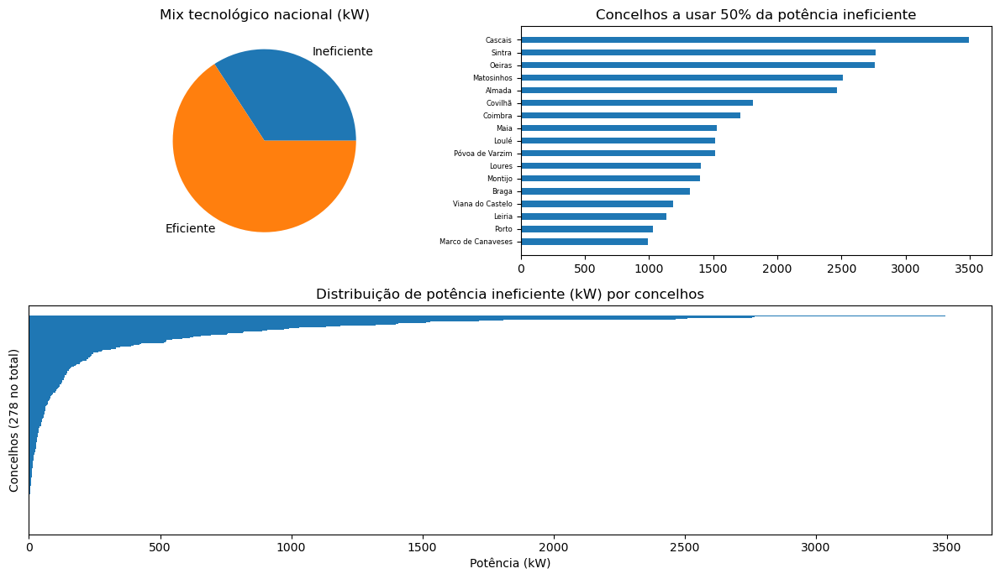 Mix tecnológico nacional (kW)
Ineficiente
Eficiente
Concelhos a usar 50% da potência ineficiente
Cascais
Sintra
Oeiras
Matosinhos
Almada
Covilhã
Coimbra
Maia
Loulé
Póvoa de Varzim
Loures
Montijo
Braga
Viana do Castelo
Leiria
Porto
Marco de Canaveses
0 500 1000 1500 2000 2500 3000 3500
Distribuição de potência ineficiente (kW) por concelhos
Concelhos (278 no total)
0 500 1000 1500 2000 2500 3000 3500
Potência (kW)